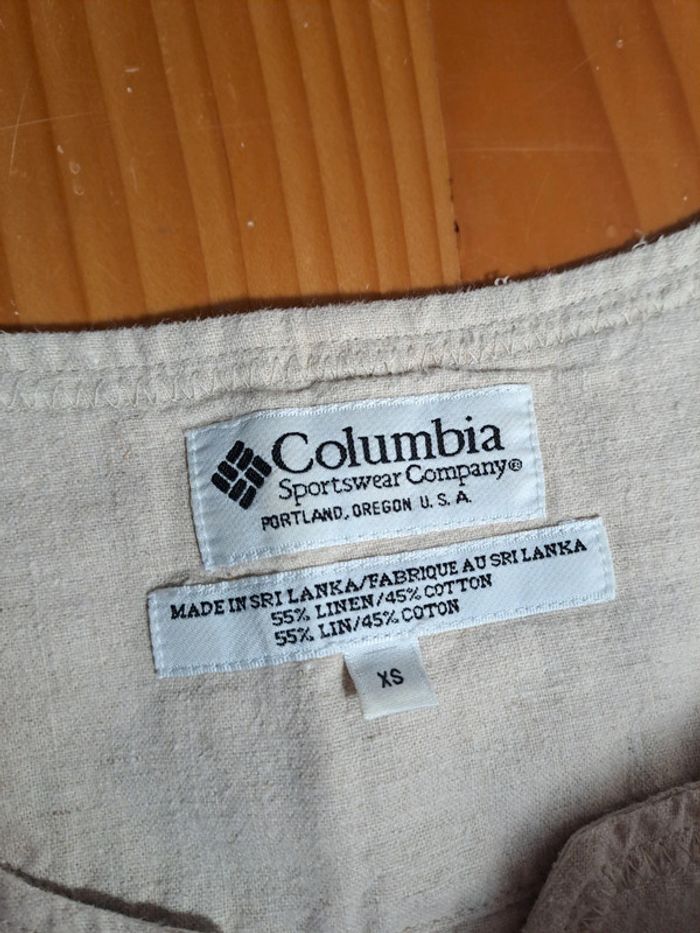 Columbia
Sportswear Company®
PORTLAND, OREGON U.S.A.
MADE IN SRI LANKA/FABRIQUE AU SRI LANKA
55% LINEN/45% COTTON
55% LIN/45% COTON
XS